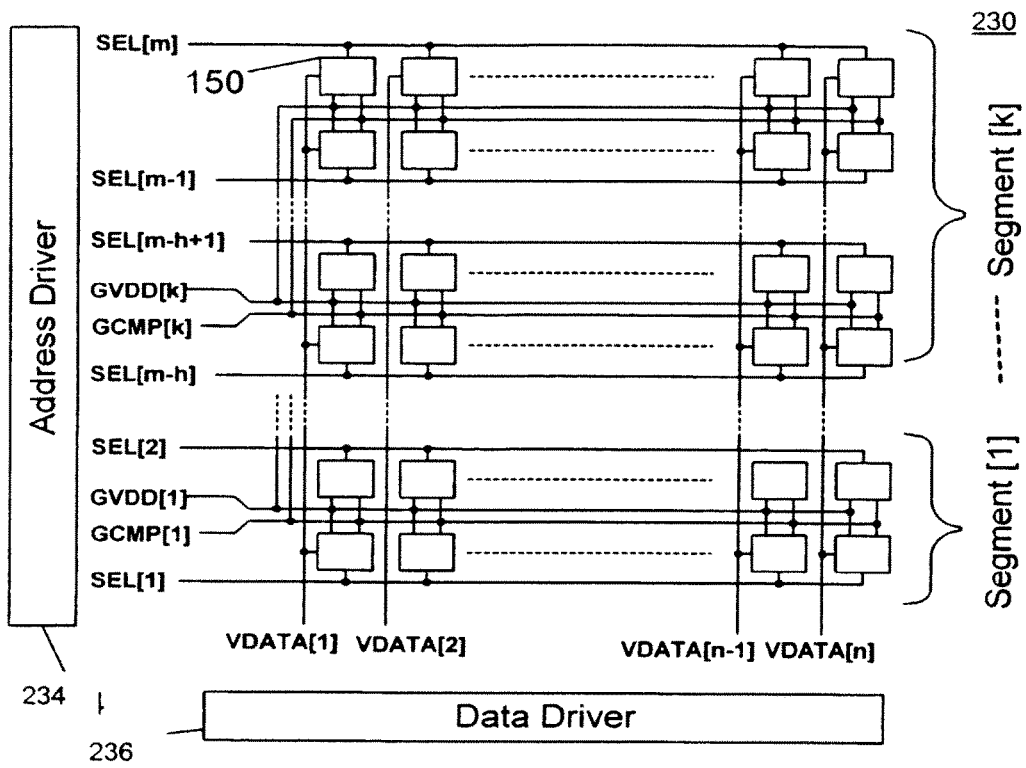 230
SEL[m]
150
SEL[m-1]
SEL[m-h+1]
GVDD[k]
GCMP[k]
SEL[m-h]
Segment [k]
Address Driver
SEL[2]
GVDD[1]
GCMP[1]
SEL[1]
Segment [1]
VDATA[1] VDATA[2] VDATA[n-1] VDATA[n]
234
236
Data Driver